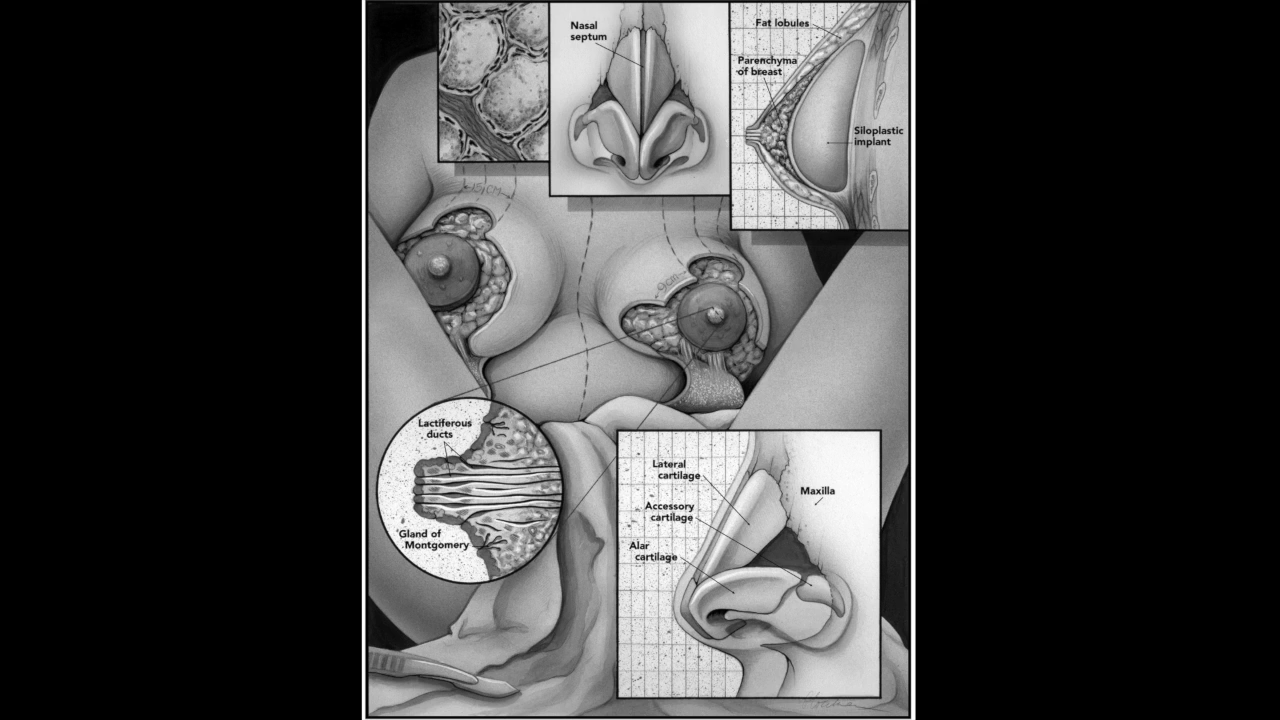 Nasal
septum
Fat lobules
Parenchyma
of breast
Siloplastic
implant
9cm
Lactiferous
ducts
Gland of
Montgomery
Lateral
cartilage
Accessory
cartilage
Alar
cartilage
Maxilla